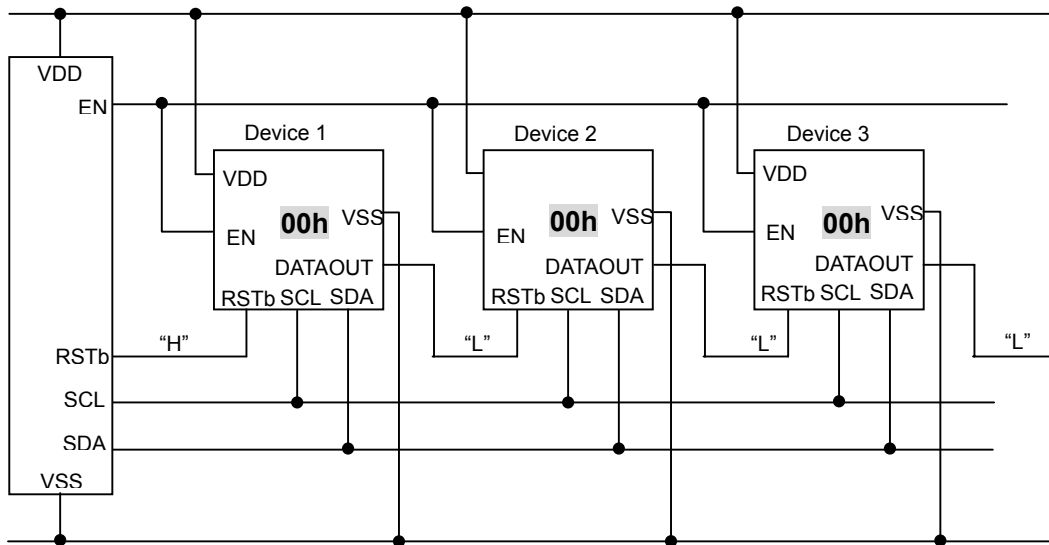 VDD
EN
Device 1
Device 2
Device 3
VDD
VDD
00h
VSS
00h
VSS
00h
VSS
EN
EN
EN
DATAOUT
DATAOUT
DATAOUT
RSTb SCL SDA
RSTb SCL SDA
RSTb SCL SDA
RSTb
“H”
“L”
“L”
“L”
SCL
SDA
VSS